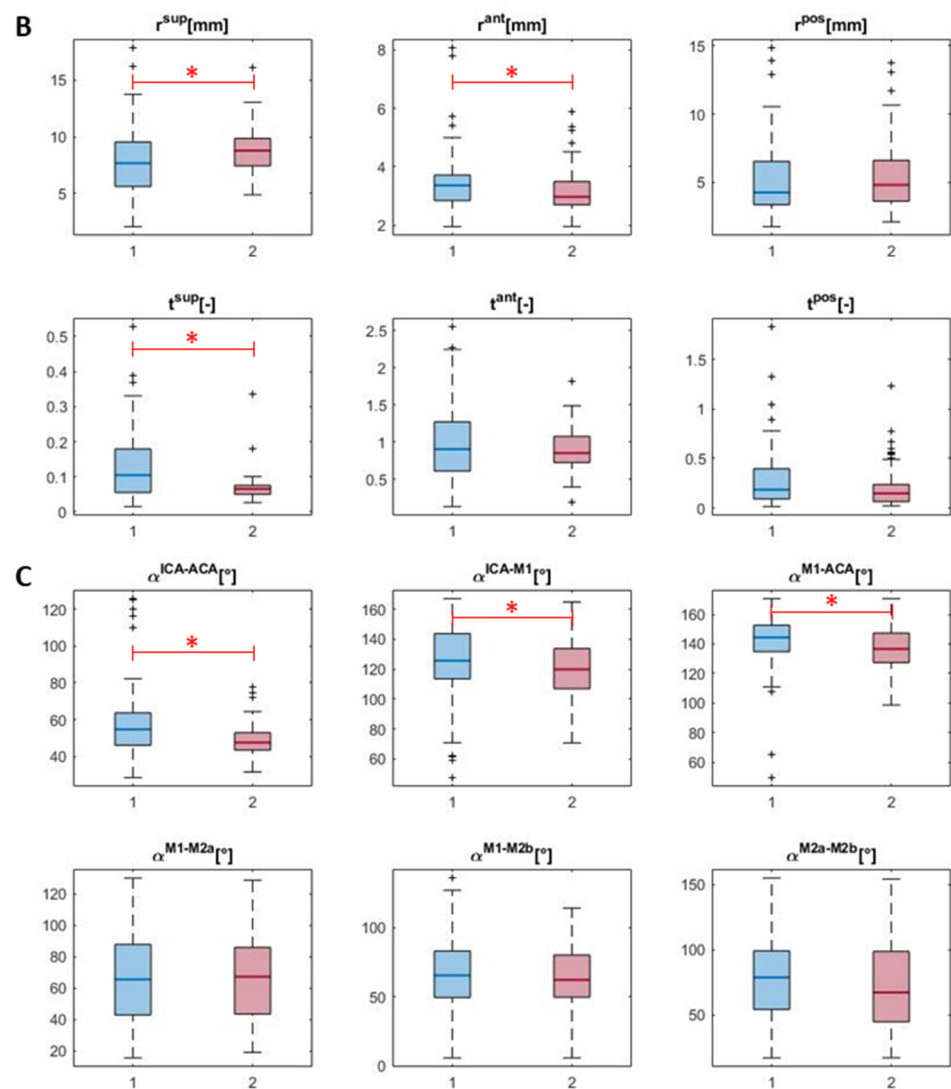 B
r^sup[mm] r^ant[mm] r^pos[mm]
15 10 5
8 6 4 2
15 10 5
* *
1 2 1 2 1 2
t^sup[-] t^ant[-] t^pos[-]
0.5 0.4 0.3 0.2 0.1 0
2.5 2 1.5 1 0.5
1.5 1 0.5 0
*
1 2 1 2 1 2
C
α^ICA-ACA[°] α^ICA-M1[°] α^M1-ACA[°]
120 100 80 60 40
160 140 120 100 80 60
160 140 120 100 80 60
* * *
1 2 1 2 1 2
α^M1-M2a[°] α^M1-M2b[°] α^M2a-M2b[°]
120 100 80 60 40 20
100 50 0
150 100 50
1 2 1 2 1 2